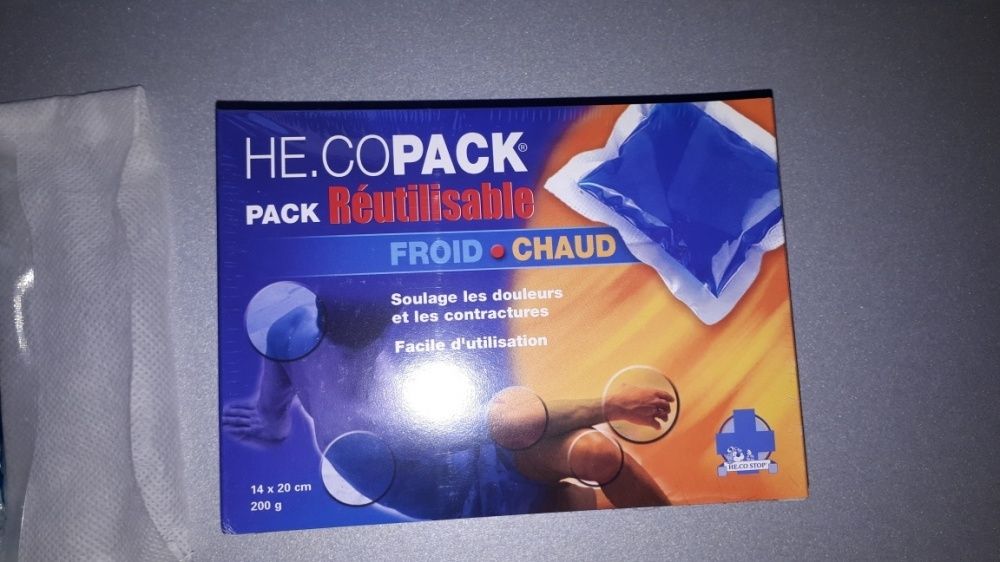 HE.COPACK®
PACK Réutilisable
FROID • CHAUD
Soulage les douleurs
et les contractures
Facile d'utilisation
14 x 20 cm
200 g
HE.CO STOP